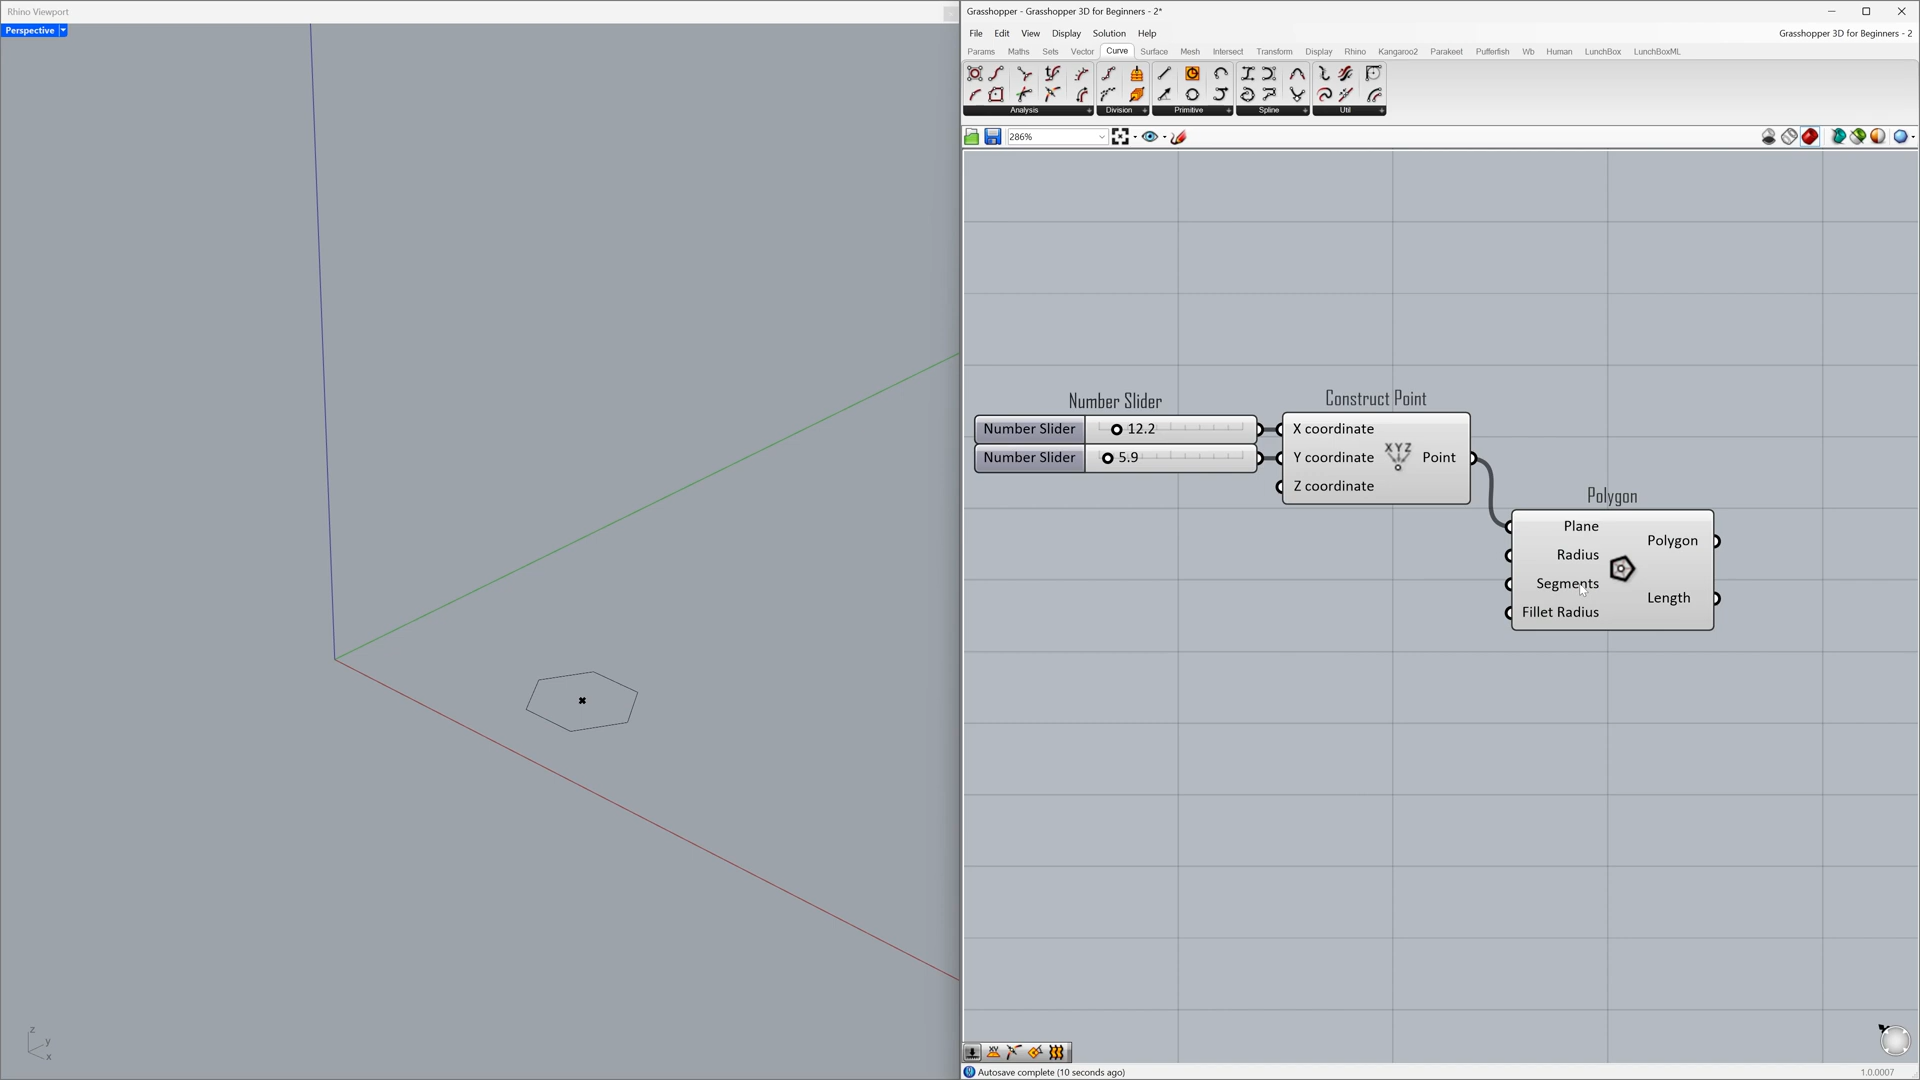 Rhino Viewport
Perspective
z
y
x
Grasshopper - Grasshopper 3D for Beginners - 2*
File Edit View Display Solution Help
Grasshopper 3D for Beginners - 2
Params Maths Sets Vector Curve Surface Mesh Intersect Transform Display Rhino Kangaroo2 Parakeet Pufferfish Wb Human LunchBox LunchBoxML
Analysis Division Primitive Spline Util
286%
Number Slider
Number Slider 12.2
Number Slider 5.9
Construct Point
X coordinate
Y coordinate
Z coordinate
XYZ
Point
Polygon
Plane
Radius
Segments
Fillet Radius
Polygon
Length
Autosave complete (10 seconds ago)
1.0.0007